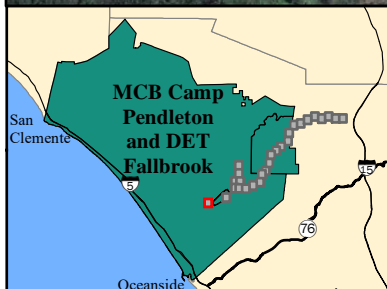 MCB Camp
Pendleton
and DET
Fallbrook
San
Clemente
5
15
76
Oceanside